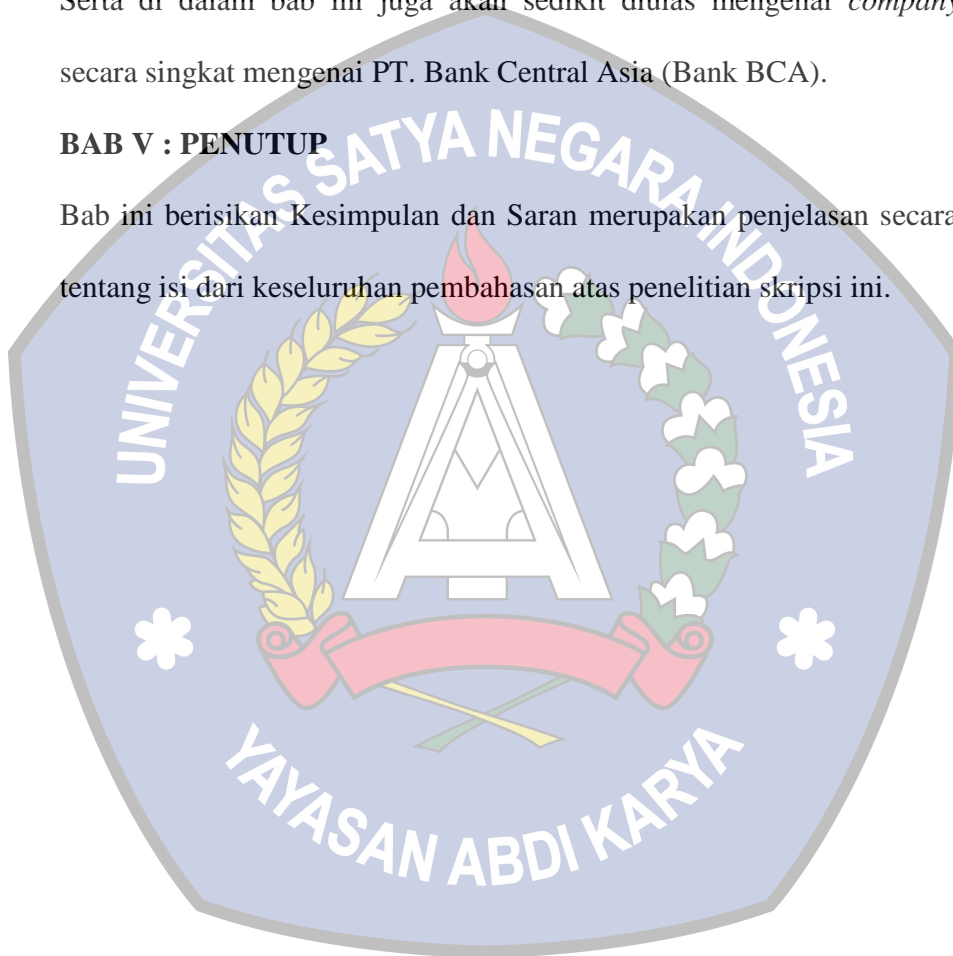 Serta di dalam bab ini juga akan sedikit diulas mengenai company
secara singkat mengenai PT. Bank Central Asia (Bank BCA).
BAB V : PENUTUP
Bab ini berisikan Kesimpulan dan Saran merupakan penjelasan secara
tentang isi dari keseluruhan pembahasan atas penelitian skripsi ini.
UNIVERSITAS SATYA NEGARA INDONESIA
YAYASAN ABDI KARYA